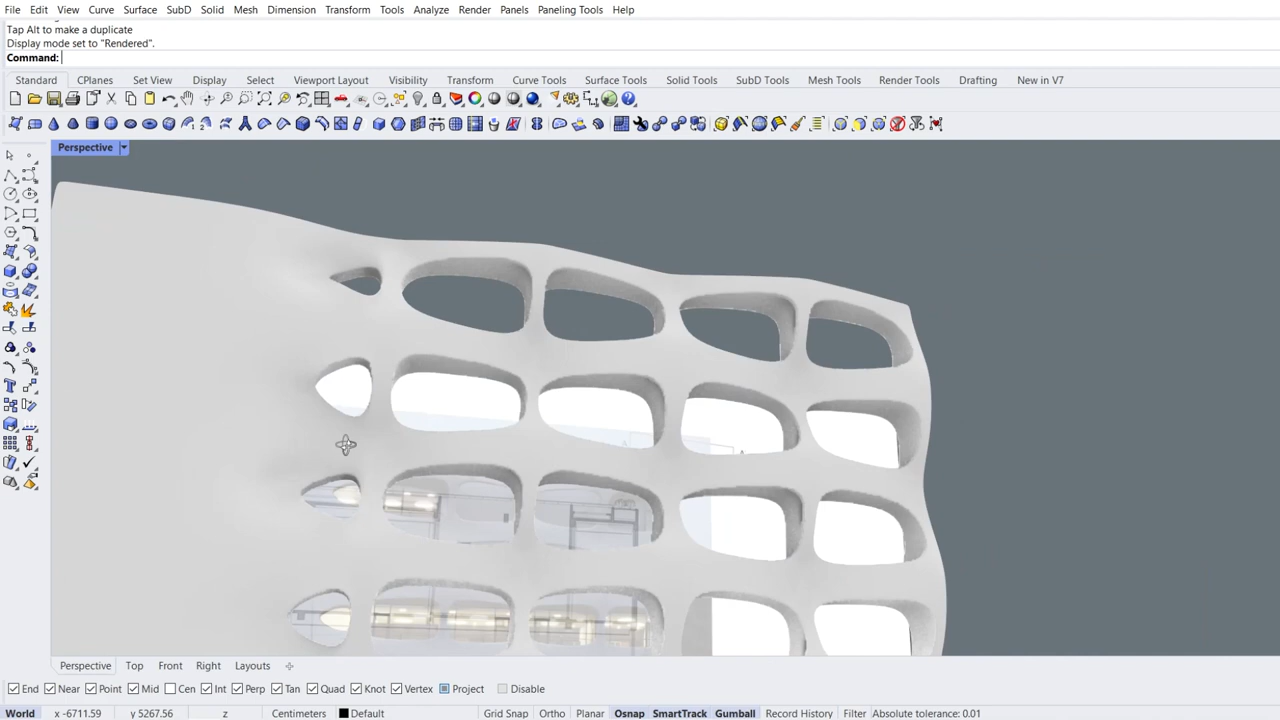 File Edit View Curve Surface SubD Solid Mesh Dimension Transform Tools Analyze Render Panels Paneling Tools Help
Tap Alt to make a duplicate
Display mode set to "Rendered".
Command:
Standard CPlanes Set View Display Select Viewport Layout Visibility Transform Curve Tools Surface Tools Solid Tools SubD Tools Mesh Tools Render Tools Drafting New in V7
Perspective
Perspective Top Front Right Layouts
End Near Point Mid Cen Int Perp Tan Quad Knot Vertex Project Disable
World x -6711.59 y 5267.56 z Centimeters Default Grid Snap Ortho Planar Osnap SmartTrack Gumball Record History Filter Absolute tolerance: 0.01